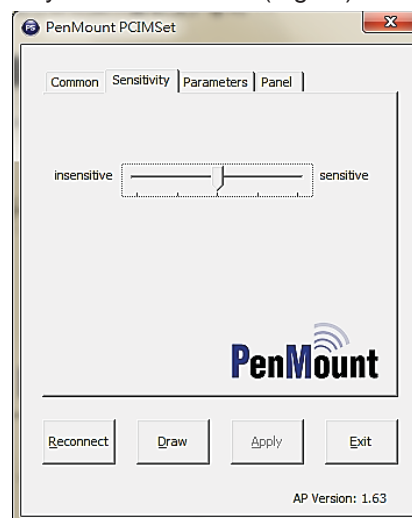 PenMount PCIMSet
Common Sensitivity Parameters Panel
insensitive sensitive
PenMount
Reconnect Draw Apply Exit
AP Version: 1.63